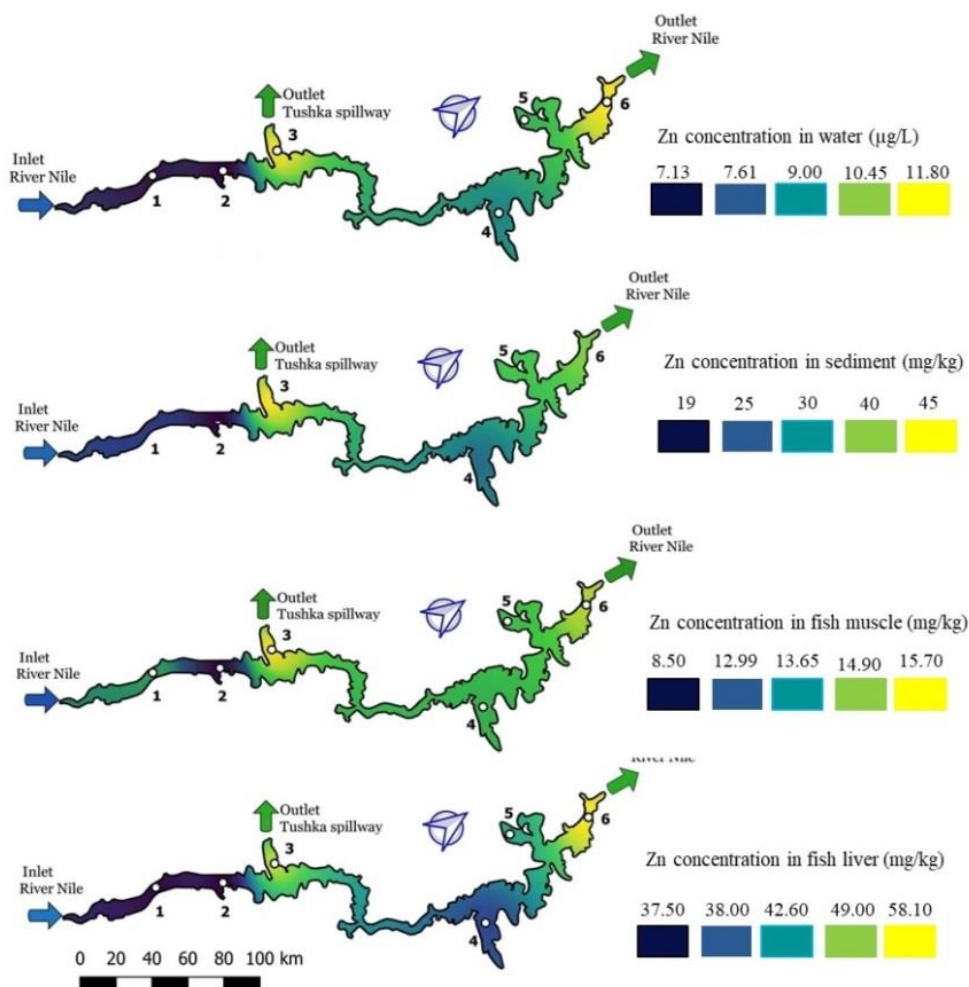 Outlet
River Nile
Outlet
Tushka spillway
5
6
3
Zn concentration in water (µg/L)
Inlet
River Nile
7.13 7.61 9.00 10.45 11.80
1 2
4
Outlet
River Nile
Outlet
Tushka spillway
5
6
3
Zn concentration in sediment (mg/kg)
Inlet
River Nile
19 25 30 40 45
1 2
4
Outlet
River Nile
Outlet
Tushka spillway
5
6
3
Zn concentration in fish muscle (mg/kg)
Inlet
River Nile
8.50 12.99 13.65 14.90 15.70
1 2
4
River Nile
Outlet
Tushka spillway
5
6
3
Zn concentration in fish liver (mg/kg)
Inlet
River Nile
37.50 38.00 42.60 49.00 58.10
1 2
4
0 20 40 60 80 100 km